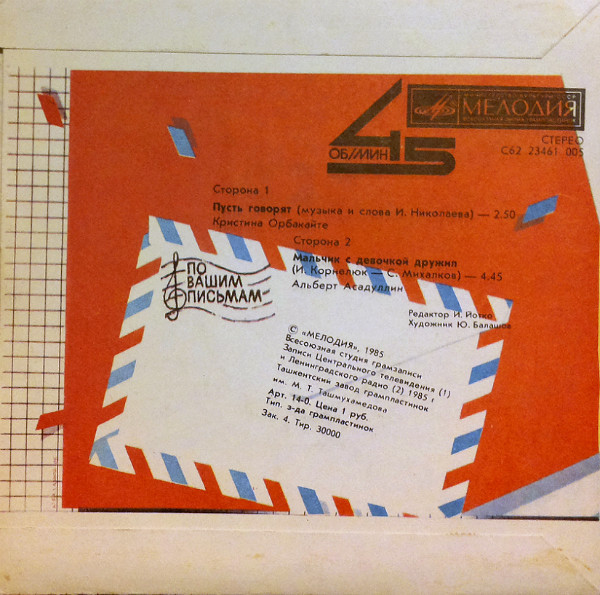 МЕЛОДИЯ
45
ОБ/МИН
СТЕРЕО
С62 23461 005
Сторона 1
Пусть говорят (музыка и слова И. Николаева) — 2.50
Кристина Орбакайте
Сторона 2
Мальчик с девочкой дружил
(И. Корнелюк — С. Михалков) — 4.45
Альберт Асадуллин
Редактор И. Йотко
Художник Ю. Балашов
ПО
ВАШИМ
ПИСЬМАМ
© «МЕЛОДИЯ», 1985
Всесоюзная студия грамзаписи
Записи Центрального телевидения (1)
и Ленинградского радио (2) 1985 г.
Ташкентский завод грампластинок
им. М. Т. Ташмухамедова
Арт. 14-0. Цена 1 руб.
Тип. з-да грампластинок
Зак. 4. Тир. 30000